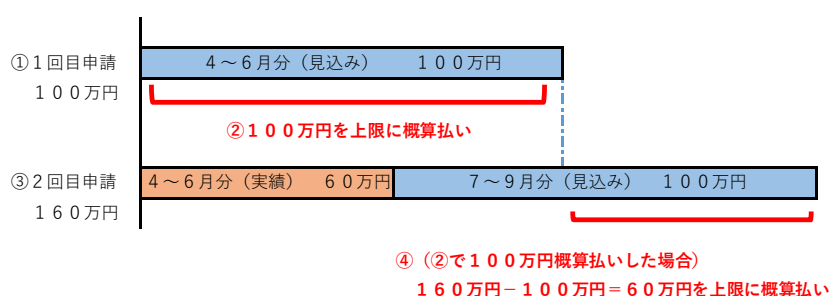 ①１回目申請
１００万円
４～６月分（見込み）　１００万円
②１００万円を上限に概算払い
③２回目申請
１６０万円
４～６月分（実績）　６０万円
７～９月分（見込み）　１００万円
④（②で１００万円概算払いした場合）
１６０万円－１００万円＝６０万円を上限に概算払い